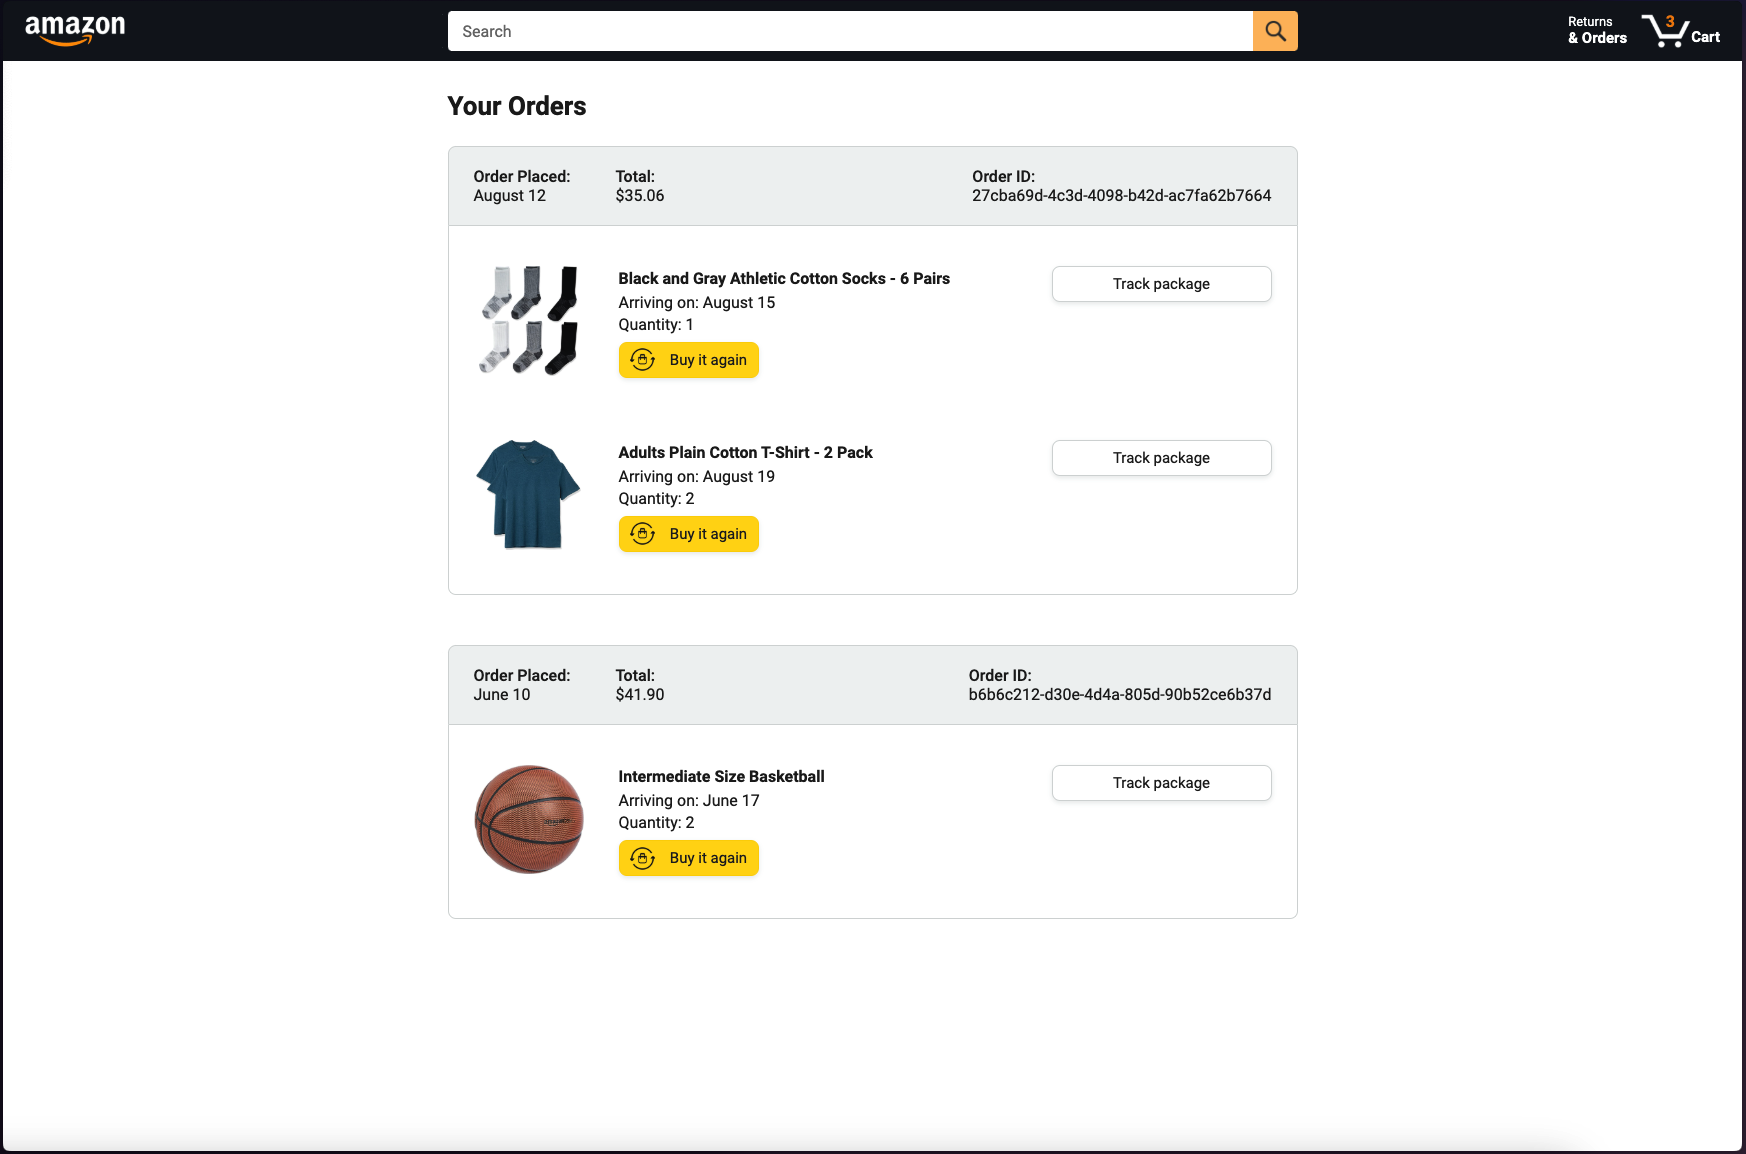 amazon
Search
Returns
& Orders
3
Cart
Your Orders
Order Placed:
August 12
Total:
$35.06
Order ID:
27cba69d-4c3d-4098-b42d-ac7fa62b7664
Black and Gray Athletic Cotton Socks - 6 Pairs
Arriving on: August 15
Quantity: 1
Buy it again
Track package
Adults Plain Cotton T-Shirt - 2 Pack
Arriving on: August 19
Quantity: 2
Buy it again
Track package
Order Placed:
June 10
Total:
$41.90
Order ID:
b6b6c212-d30e-4d4a-805d-90b52ce6b37d
Intermediate Size Basketball
Arriving on: June 17
Quantity: 2
Buy it again
Track package